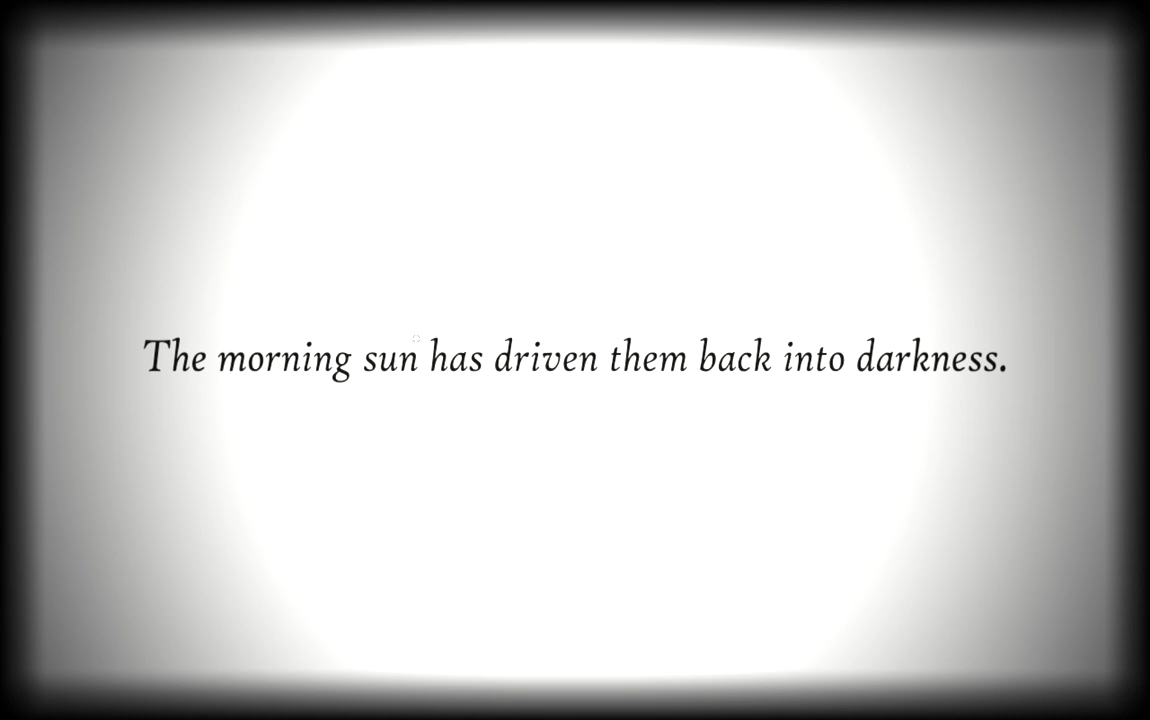 The morning sun has driven them back into darkness.